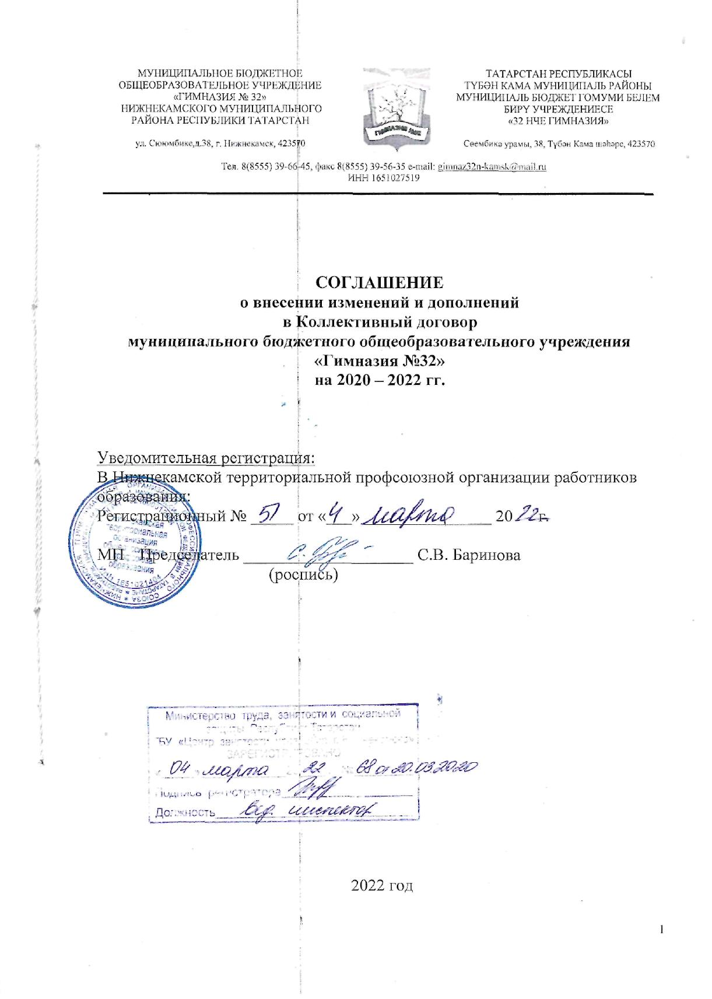 МУНИЦИПАЛЬНОЕ БЮДЖЕТНОЕ
ОБЩЕОБРАЗОВАТЕЛЬНОЕ УЧРЕЖДЕНИЕ
«ГИМНАЗИЯ № 32»
НИЖНЕКАМСКОГО МУНИЦИПАЛЬНОГО
РАЙОНА РЕСПУБЛИКИ ТАТАРСТАН
ул. Сююмбике,д.38, г. Нижнекамск, 423570
ТАТАРСТАН РЕСПУБЛИКАСЫ
ТҮБӘН КАМА МУНИЦИПАЛЬ РАЙОНЫ
МУНИЦИПАЛЬ БЮДЖЕТ ГОМУМИ БЕЛЕМ
БИРҮ УЧРЕЖДЕНИЕСЕ
«32 НЧЕ ГИМНАЗИЯ»
Сөембикә урамы, 38, Түбән Кама шәһәре, 423570
Тел. 8(8555) 39-66-45, факс 8(8555) 39-56-35 e-mail: gimnaz32n-kamsk@mail.ru
ИНН 1651027519
СОГЛАШЕНИЕ
о внесении изменений и дополнений
в Коллективный договор
муниципального бюджетного общеобразовательного учреждения
«Гимназия №32»
на 2020 – 2022 гг.
Уведомительная регистрация:
В Нижнекамской территориальной профсоюзной организации работников
образования:
Регистрационный № 51 от «4» марта 2022г.
МП Председатель С.В. Баринова
(роспись)
Министерство труда, занятости и социальной
защиты Республики Татарстан
ЗАРЕГИСТРИРОВАНО
04 марта 22 68 от 20.03.2020
Подпись регистратора
Должность вед. инспектор
2022 год
1